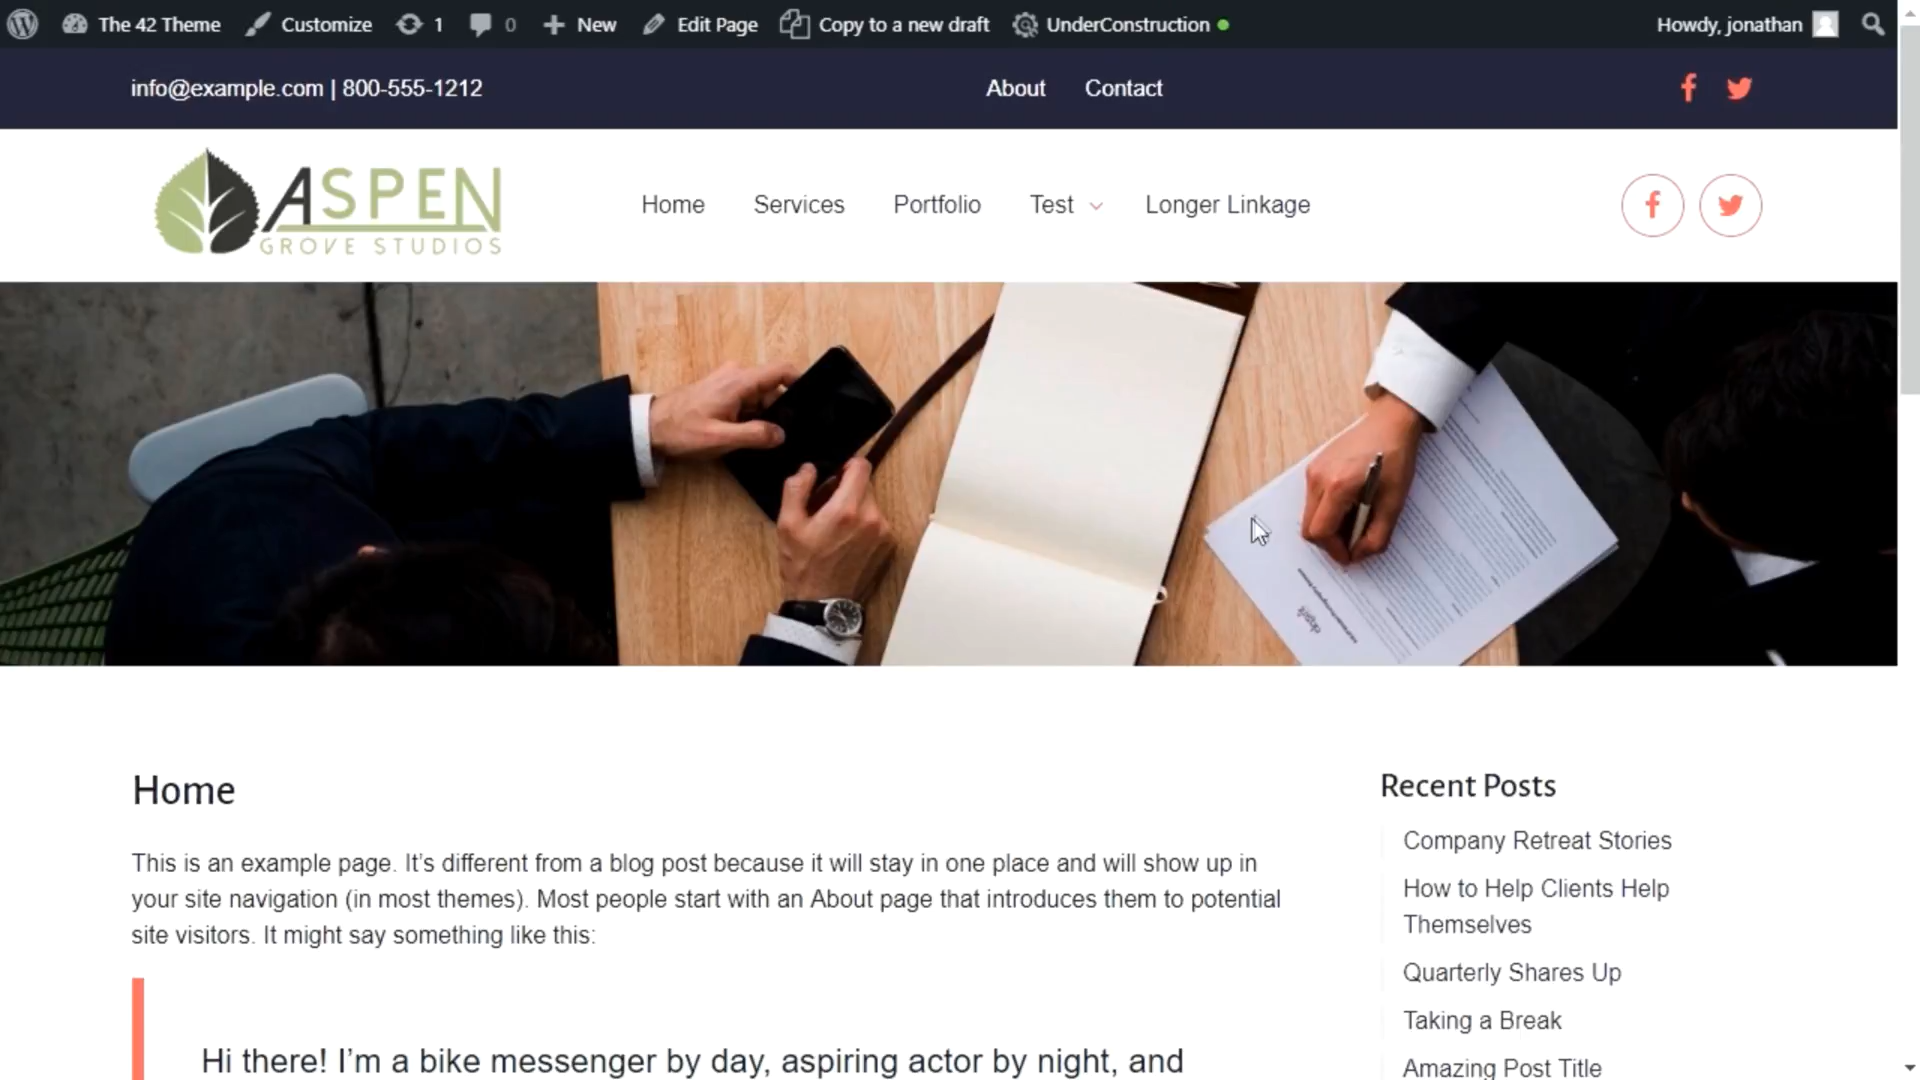 The 42 Theme Customize 1 0 New Edit Page Copy to a new draft UnderConstruction Howdy, jonathan
info@example.com | 800-555-1212 About Contact
ASPEN
GROVE STUDIOS
Home Services Portfolio Test Longer Linkage
Home
This is an example page. It’s different from a blog post because it will stay in one place and will show up in
your site navigation (in most themes). Most people start with an About page that introduces them to potential
site visitors. It might say something like this:
Hi there! I’m a bike messenger by day, aspiring actor by night, and
Recent Posts
Company Retreat Stories
How to Help Clients Help
Themselves
Quarterly Shares Up
Taking a Break
Amazing Post Title